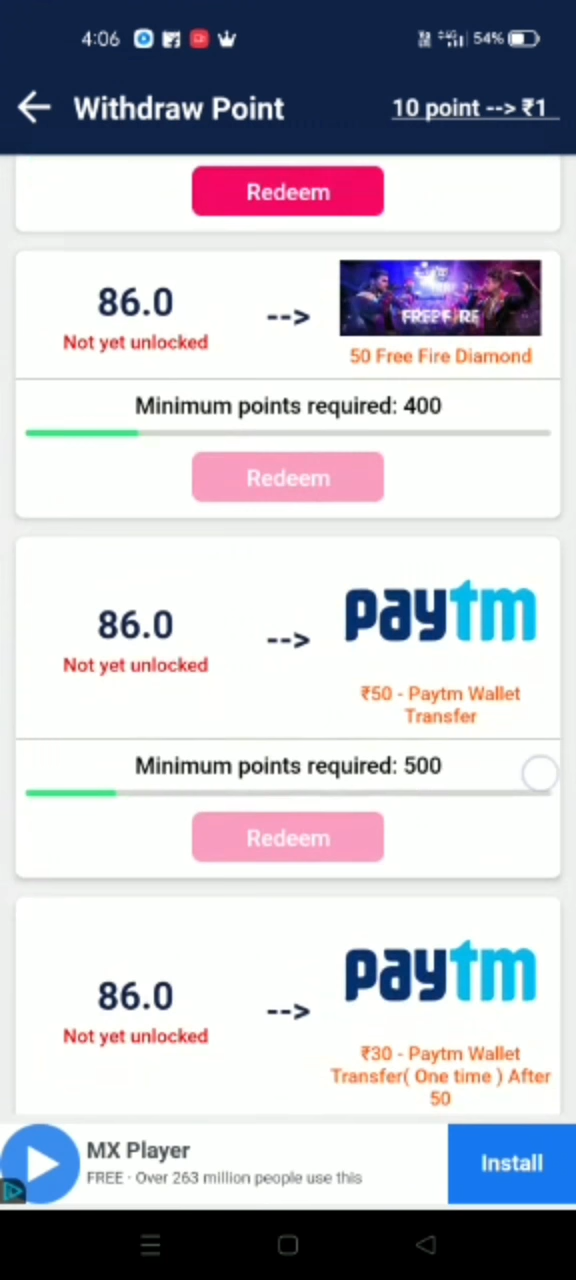 4:06
54%
Withdraw Point
10 point --> ₹1
Redeem
86.0
Not yet unlocked
-->
FREE FIRE
50 Free Fire Diamond
Minimum points required: 400
Redeem
86.0
Not yet unlocked
-->
paytm
₹50 - Paytm Wallet
Transfer
Minimum points required: 500
Redeem
86.0
Not yet unlocked
-->
paytm
₹30 - Paytm Wallet
Transfer( One time ) After
50
MX Player
FREE · Over 263 million people use this
Install